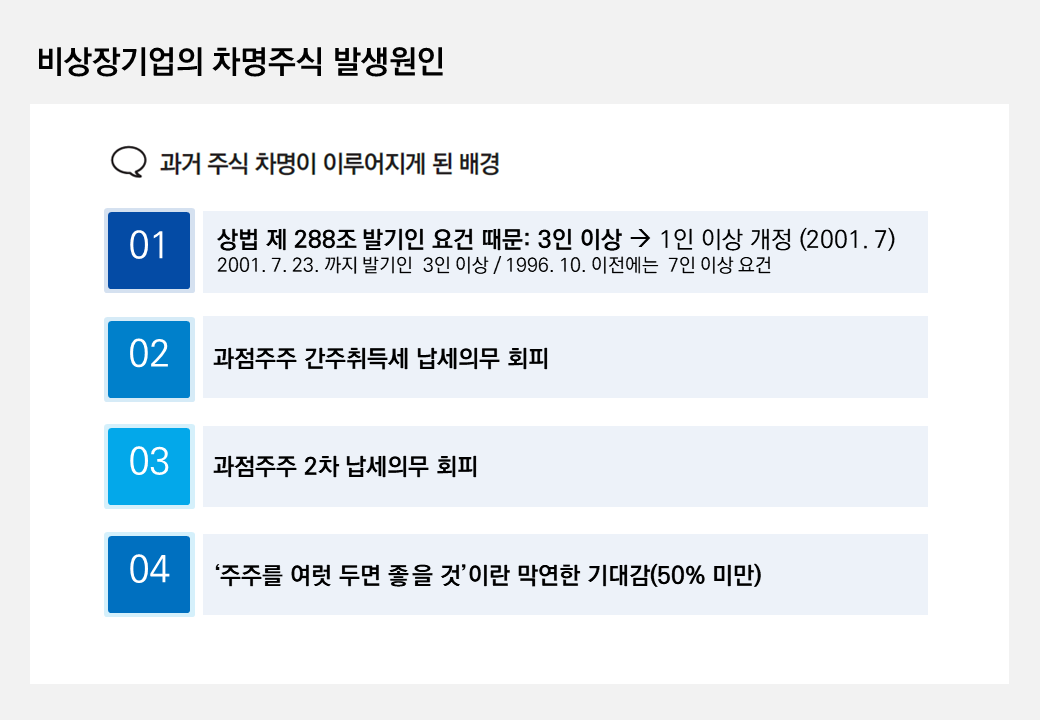 비상장기업의 차명주식 발생원인
과거 주식 차명이 이루어지게 된 배경
01
상법 제 288조 발기인 요건 때문: 3인 이상 → 1인 이상 개정 (2001. 7)
2001. 7. 23. 까지 발기인 3인 이상 / 1996. 10. 이전에는 7인 이상 요건
02
과점주주 간주취득세 납세의무 회피
03
과점주주 2차 납세의무 회피
04
‘주주를 여럿 두면 좋을 것’이란 막연한 기대감(50% 미만)